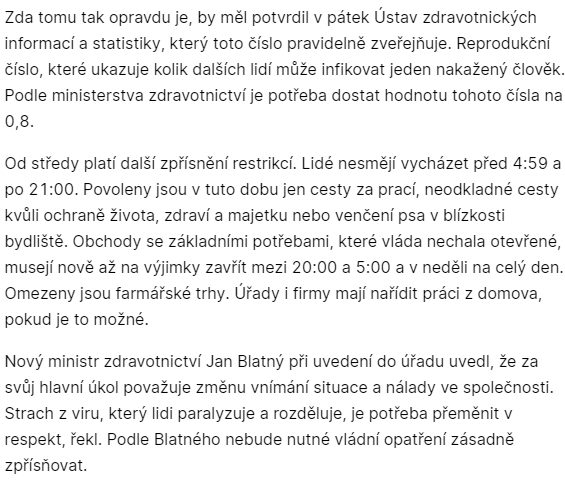 Zda tomu tak opravdu je, by měl potvrdil v pátek Ústav zdravotnických
informací a statistiky, který toto číslo pravidelně zveřejňuje. Reprodukční
číslo, které ukazuje kolik dalších lidí může infikovat jeden nakažený člověk.
Podle ministerstva zdravotnictví je potřeba dostat hodnotu tohoto čísla na
0,8.
Od středy platí další zpřísnění restrikcí. Lidé nesmějí vycházet před 4:59 a
po 21:00. Povoleny jsou v tuto dobu jen cesty za prací, neodkladné cesty
kvůli ochraně života, zdraví a majetku nebo venčení psa v blízkosti
bydliště. Obchody se základními potřebami, které vláda nechala otevřené,
musejí nově až na výjimky zavřít mezi 20:00 a 5:00 a v neděli na celý den.
Omezeny jsou farmářské trhy. Úřady i firmy mají nařídit práci z domova,
pokud je to možné.
Nový ministr zdravotnictví Jan Blatný při uvedení do úřadu uvedl, že za
svůj hlavní úkol považuje změnu vnímání situace a nálady ve společnosti.
Strach z viru, který lidi paralyzuje a rozděluje, je potřeba přeměnit v
respekt, řekl. Podle Blatného nebude nutné vládní opatření zásadně
zpřísňovat.